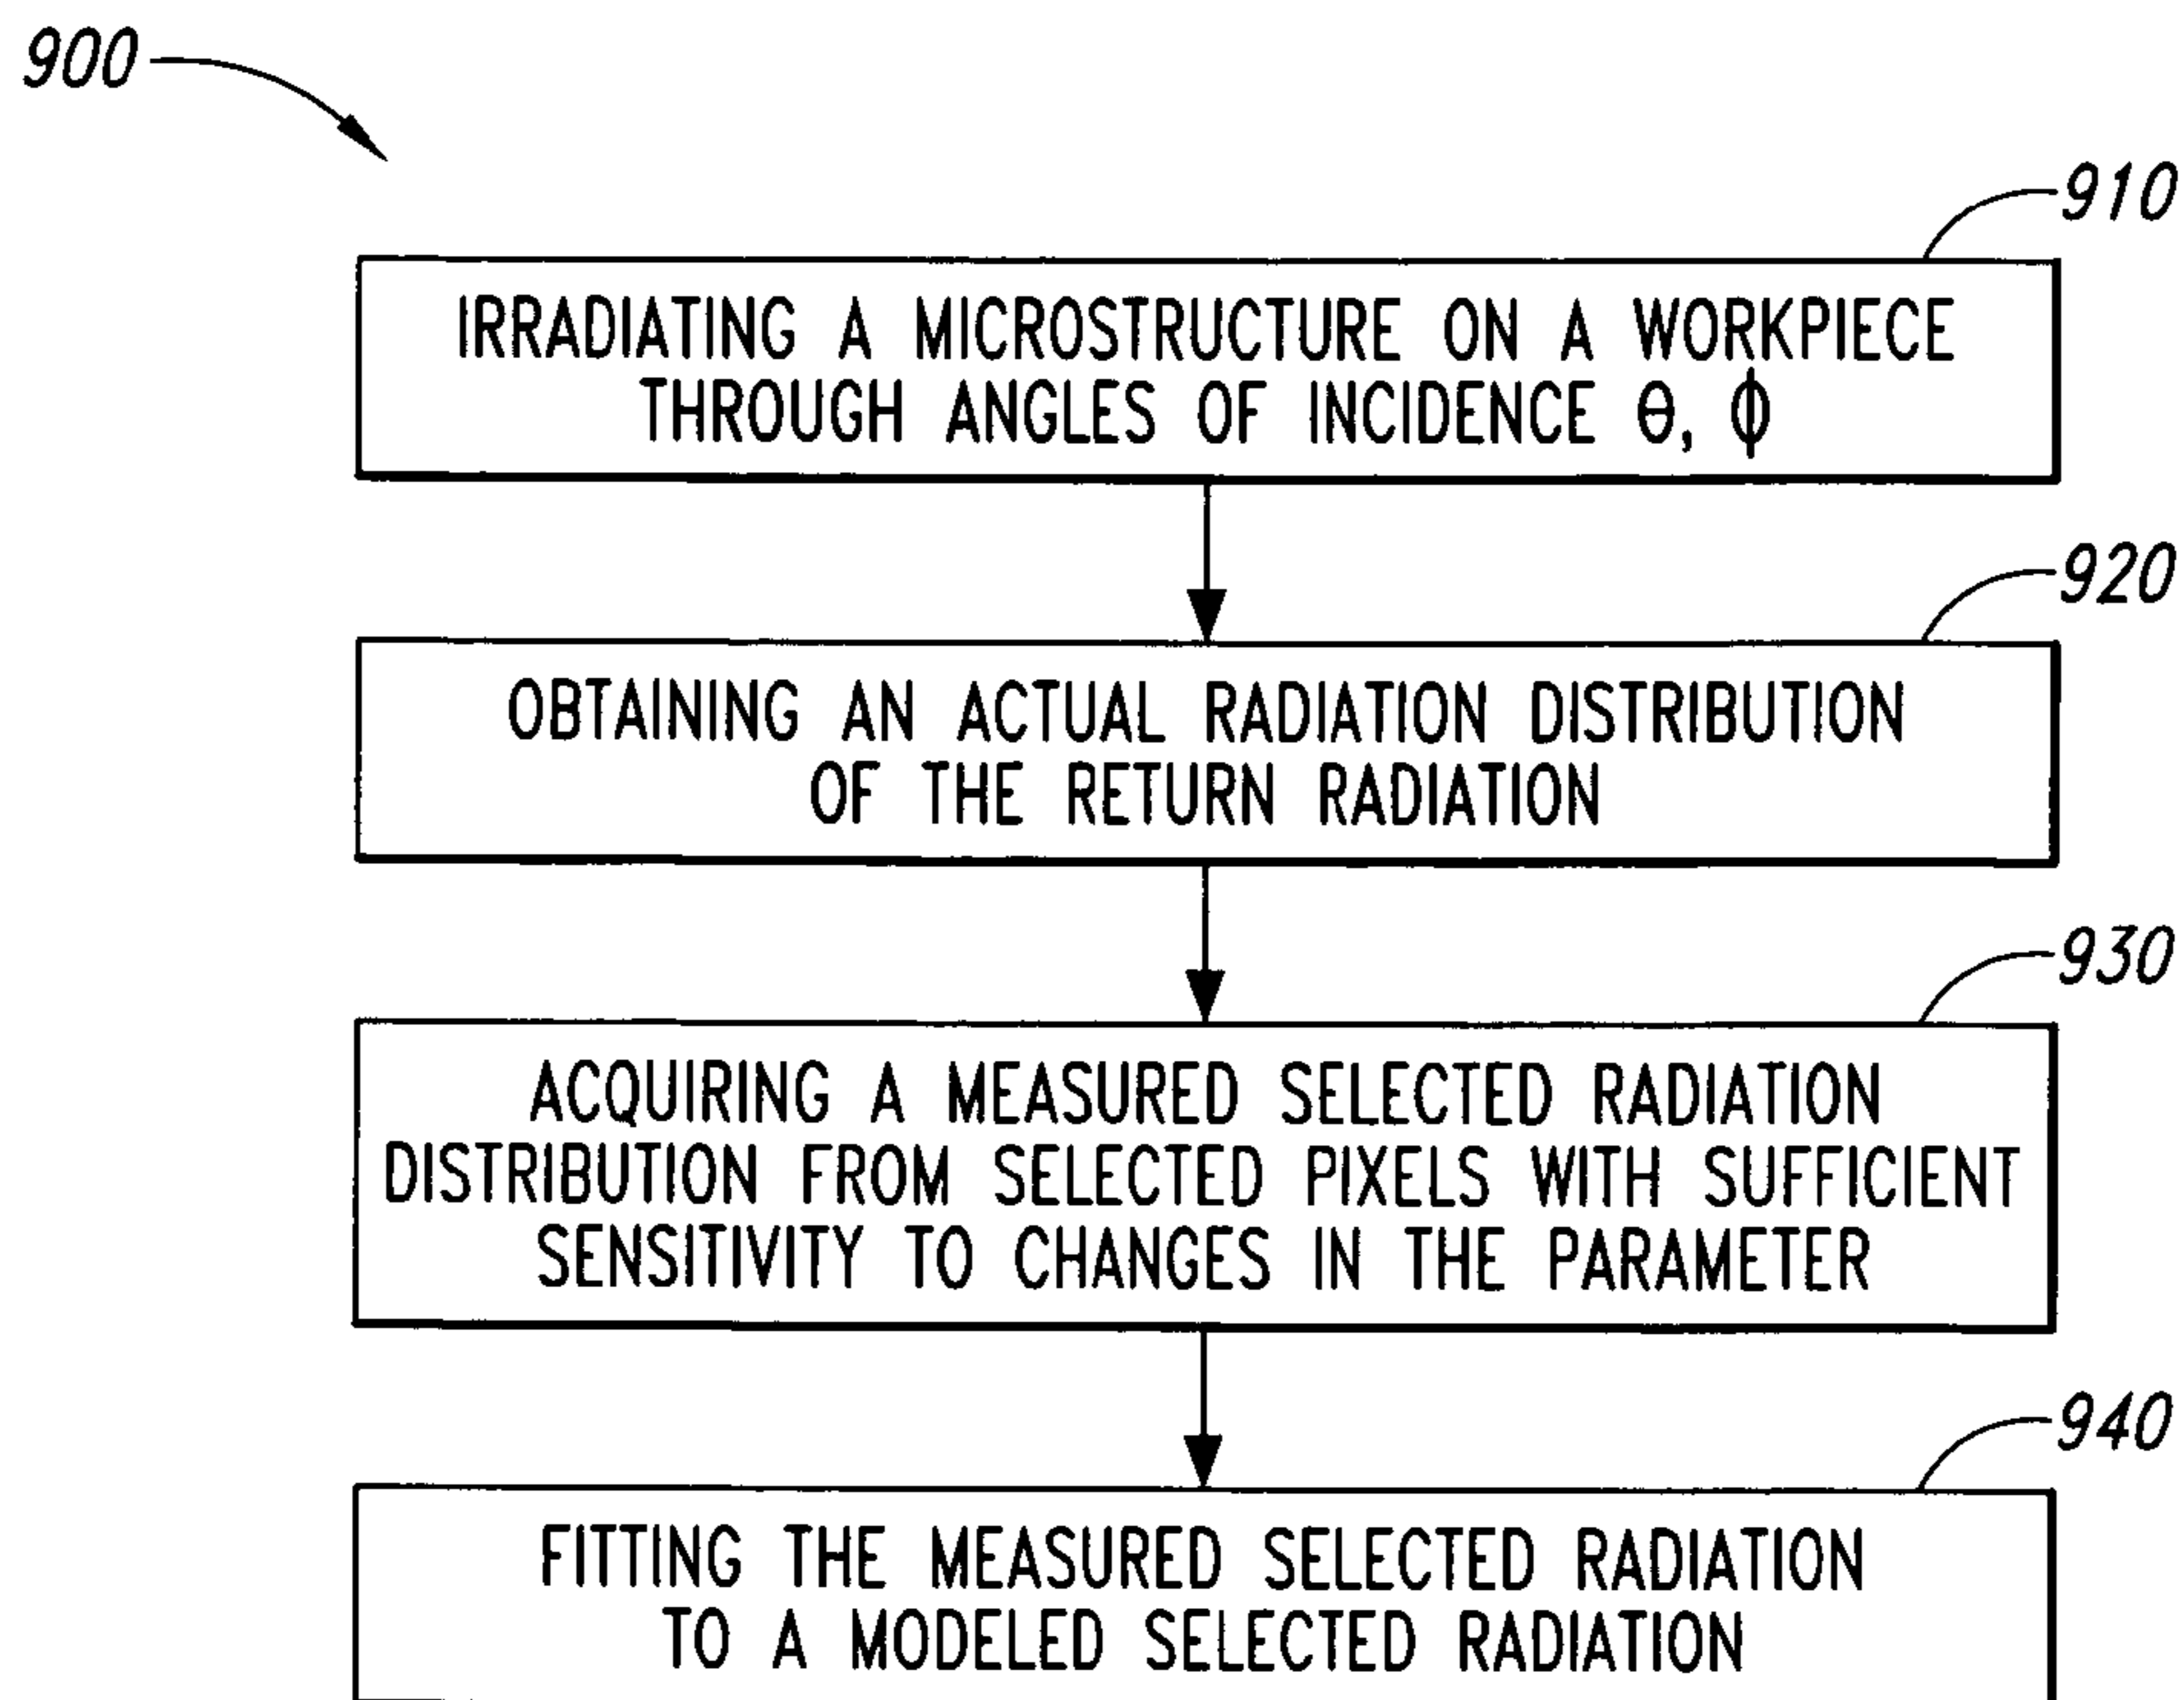 900
910
IRRADIATING A MICROSTRUCTURE ON A WORKPIECE
THROUGH ANGLES OF INCIDENCE θ, ϕ
920
OBTAINING AN ACTUAL RADIATION DISTRIBUTION
OF THE RETURN RADIATION
930
ACQUIRING A MEASURED SELECTED RADIATION
DISTRIBUTION FROM SELECTED PIXELS WITH SUFFICIENT
SENSITIVITY TO CHANGES IN THE PARAMETER
940
FITTING THE MEASURED SELECTED RADIATION
TO A MODELED SELECTED RADIATION